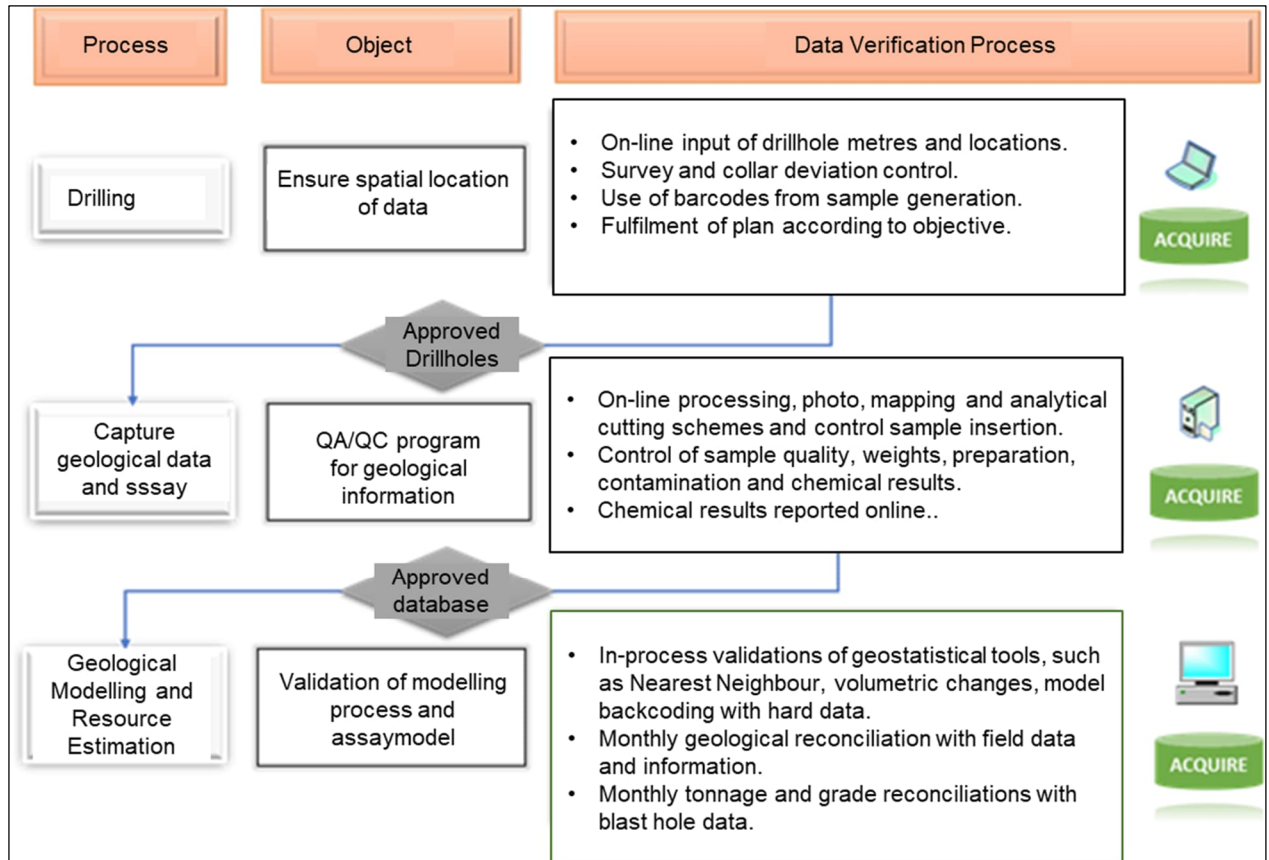 Process
Object
Data Verification Process
Drilling
Ensure spatial location
of data
• On-line input of drillhole metres and locations.
• Survey and collar deviation control.
• Use of barcodes from sample generation.
• Fulfilment of plan according to objective.
ACQUIRE
Approved
Drillholes
Capture
geological data
and sssay
QA/QC program
for geological
information
• On-line processing, photo, mapping and analytical
cutting schemes and control sample insertion.
• Control of sample quality, weights, preparation,
contamination and chemical results.
• Chemical results reported online..
ACQUIRE
Approved
database
Geological
Modelling and
Resource
Estimation
Validation of modelling
process and
assaymodel
• In-process validations of geostatistical tools, such
as Nearest Neighbour, volumetric changes, model
backcoding with hard data.
• Monthly geological reconciliation with field data
and information.
• Monthly tonnage and grade reconciliations with
blast hole data.
ACQUIRE